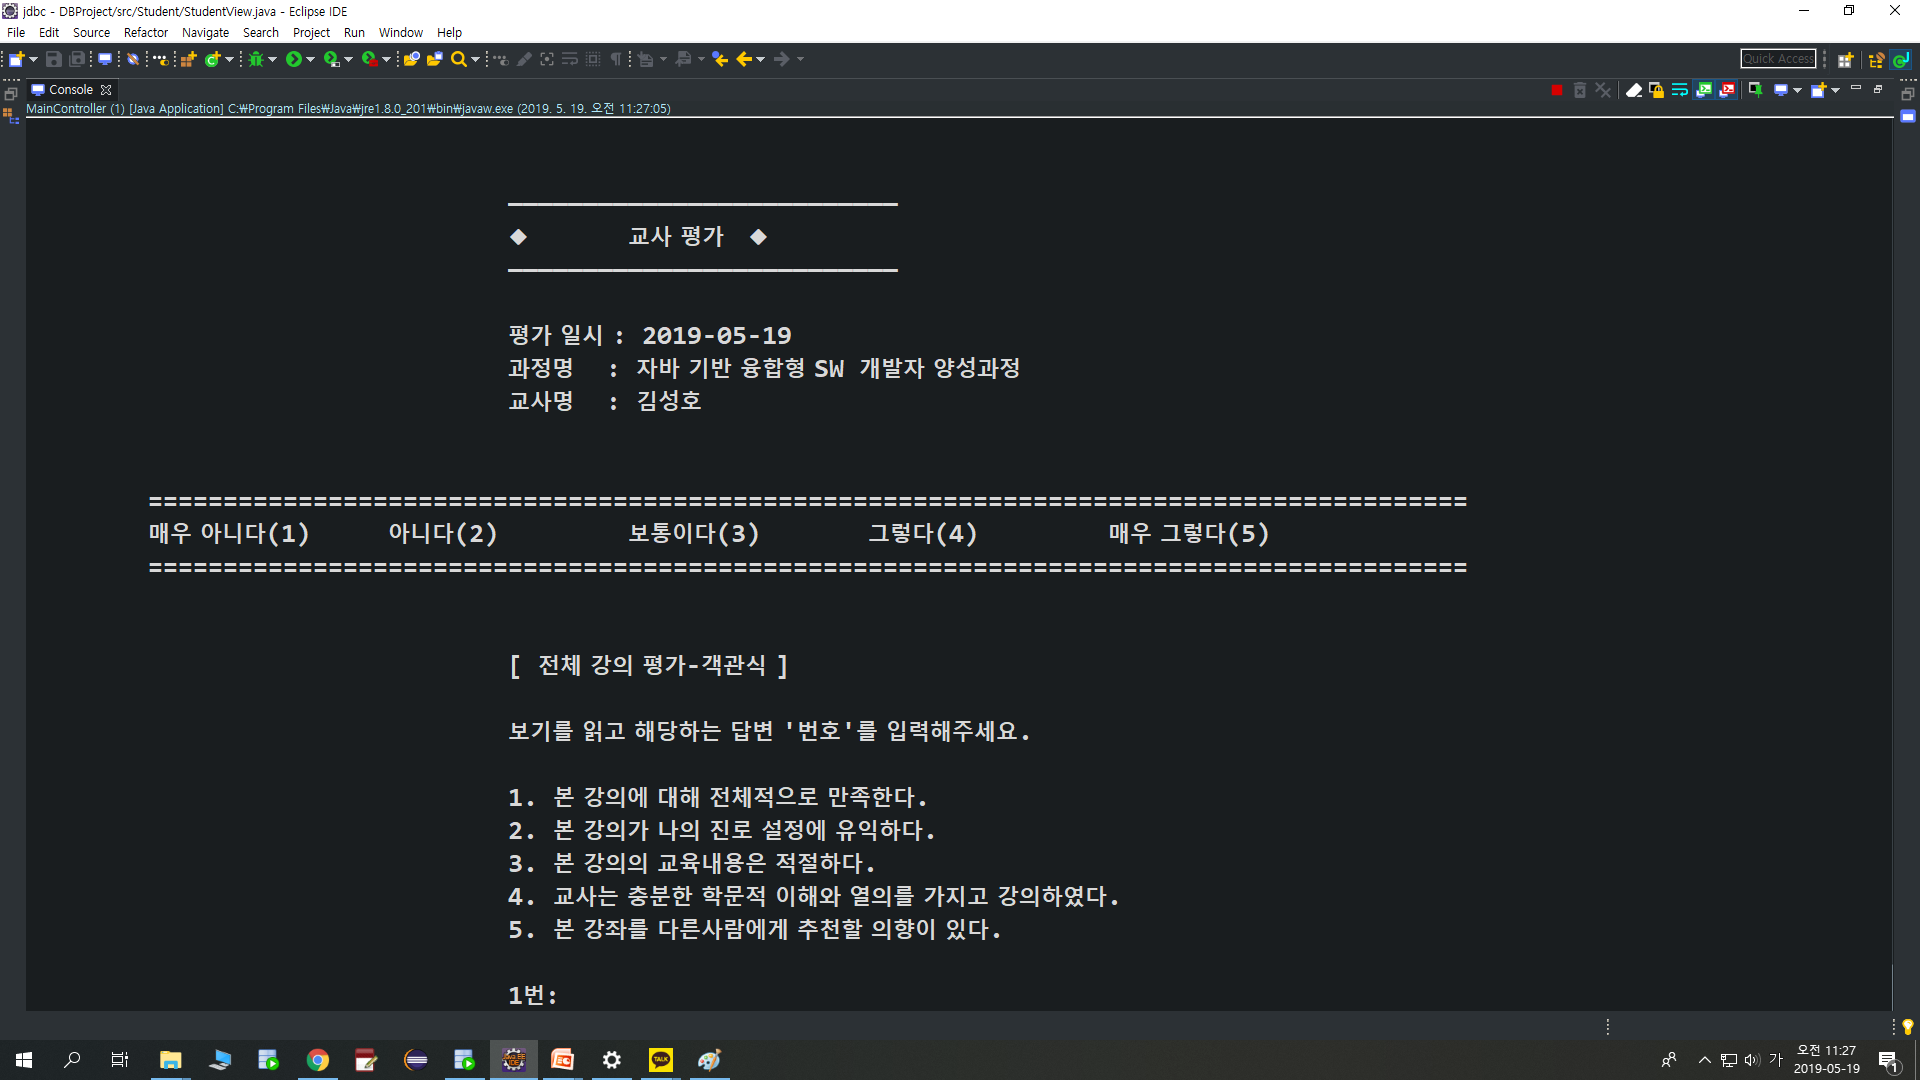 jdbc - DBProject/src/Student/StudentView.java - Eclipse IDE
File Edit Source Refactor Navigate Search Project Run Window Help
Quick Access
Console
MainController (1) [Java Application] C:₩Program Files₩Java₩jre1.8.0_201₩bin₩javaw.exe (2019. 5. 19. 오전 11:27:05)
◆ 교사 평가 ◆
평가 일시 : 2019-05-19
과정명 : 자바 기반 융합형 SW 개발자 양성과정
교사명 : 김성호
========================================================================================
매우 아니다(1) 아니다(2) 보통이다(3) 그렇다(4) 매우 그렇다(5)
========================================================================================
[ 전체 강의 평가-객관식 ]
보기를 읽고 해당하는 답변 '번호'를 입력해주세요.
1. 본 강의에 대해 전체적으로 만족한다.
2. 본 강의가 나의 진로 설정에 유익하다.
3. 본 강의의 교육내용은 적절하다.
4. 교사는 충분한 학문적 이해와 열의를 가지고 강의하였다.
5. 본 강좌를 다른사람에게 추천할 의향이 있다.
1번:
TALK
가
오전 11:27
2019-05-19
1